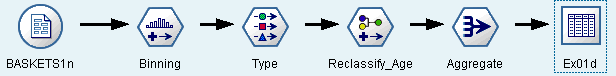 BASKETS1n Binning Type Reclassify_Age Aggregate Ex01d